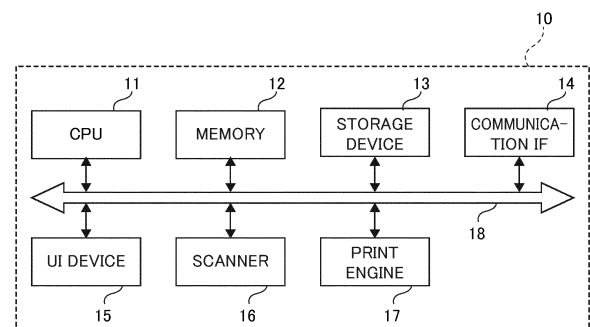 10
11
12
13
14
CPU
MEMORY
STORAGE
DEVICE
COMMUNICA-
TION IF
18
UI DEVICE
SCANNER
PRINT
ENGINE
15
16
17